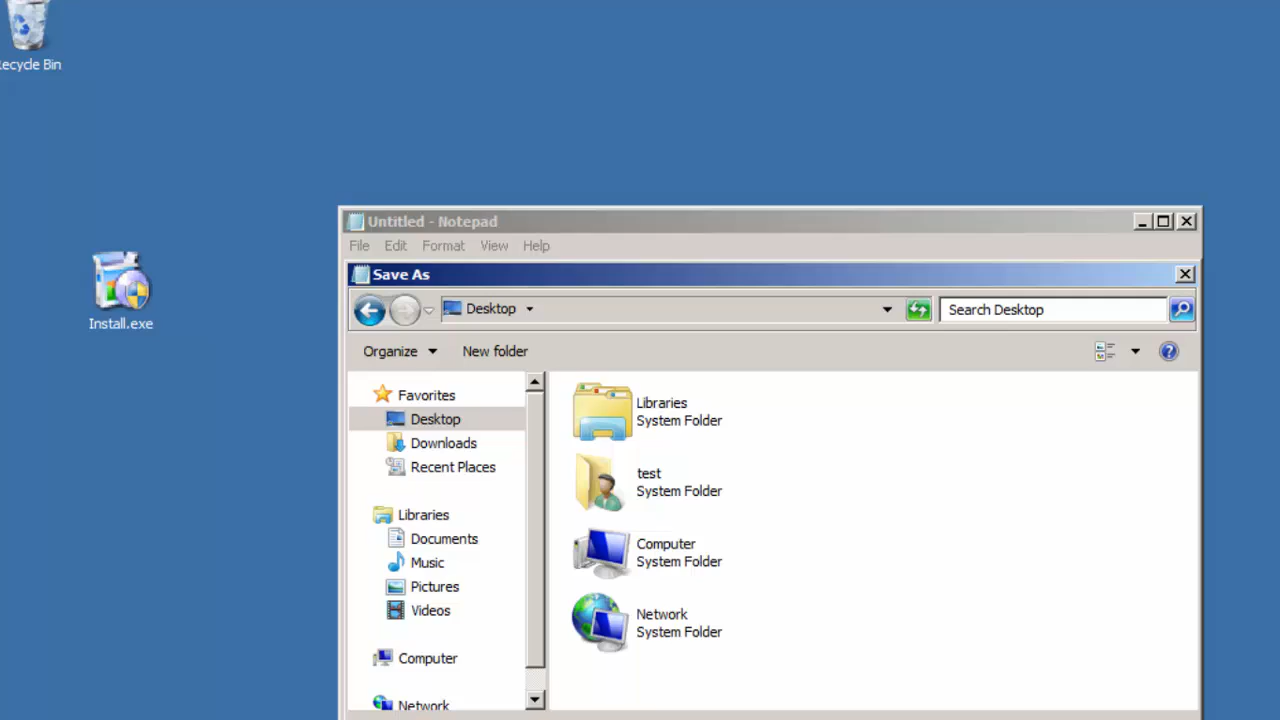 ecycle Bin
Install.exe
Untitled - Notepad
File Edit Format View Help
Save As
Desktop
Search Desktop
Organize New folder
Favorites
Desktop
Downloads
Recent Places
Libraries
Documents
Music
Pictures
Videos
Computer
Network
Libraries
System Folder
test
System Folder
Computer
System Folder
Network
System Folder